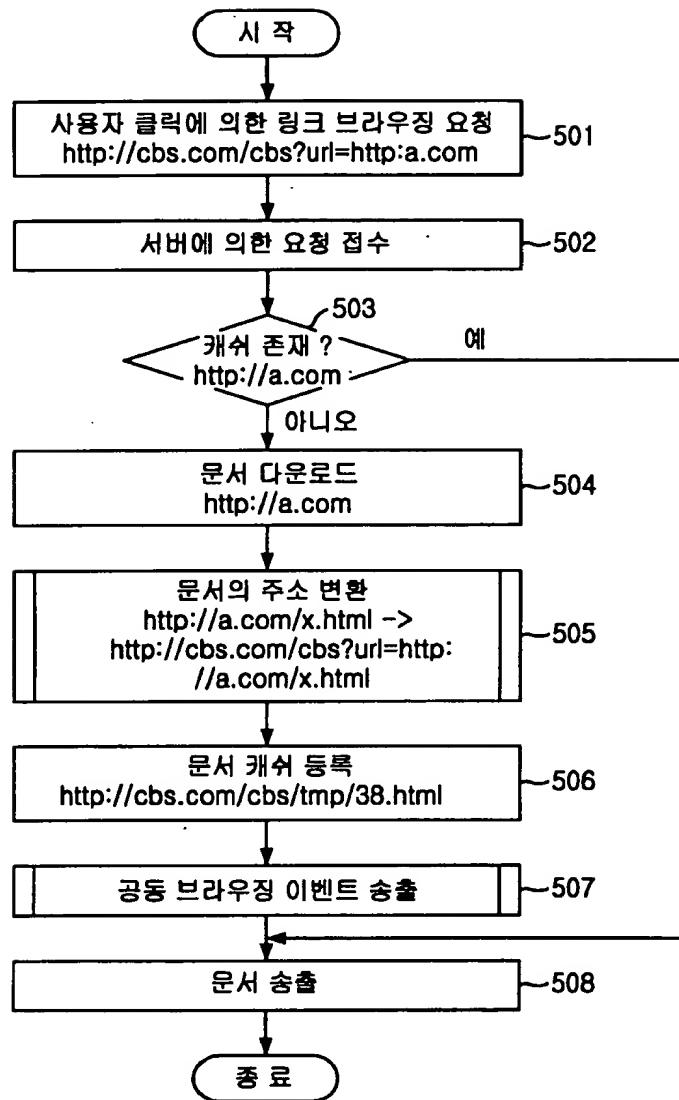 시 작
사용자 클릭에 의한 링크 브라우징 요청
http://cbs.com/cbs?url=http:a.com
501
서버에 의한 요청 접수
502
503
캐쉬 존재 ?
http://a.com
예
아니오
문서 다운로드
http://a.com
504
문서의 주소 변환
http://a.com/x.html ->
http://cbs.com/cbs?url=http:
//a.com/x.html
505
문서 캐쉬 등록
http://cbs.com/cbs/tmp/38.html
506
공동 브라우징 이벤트 송출
507
문서 송출
508
종 료